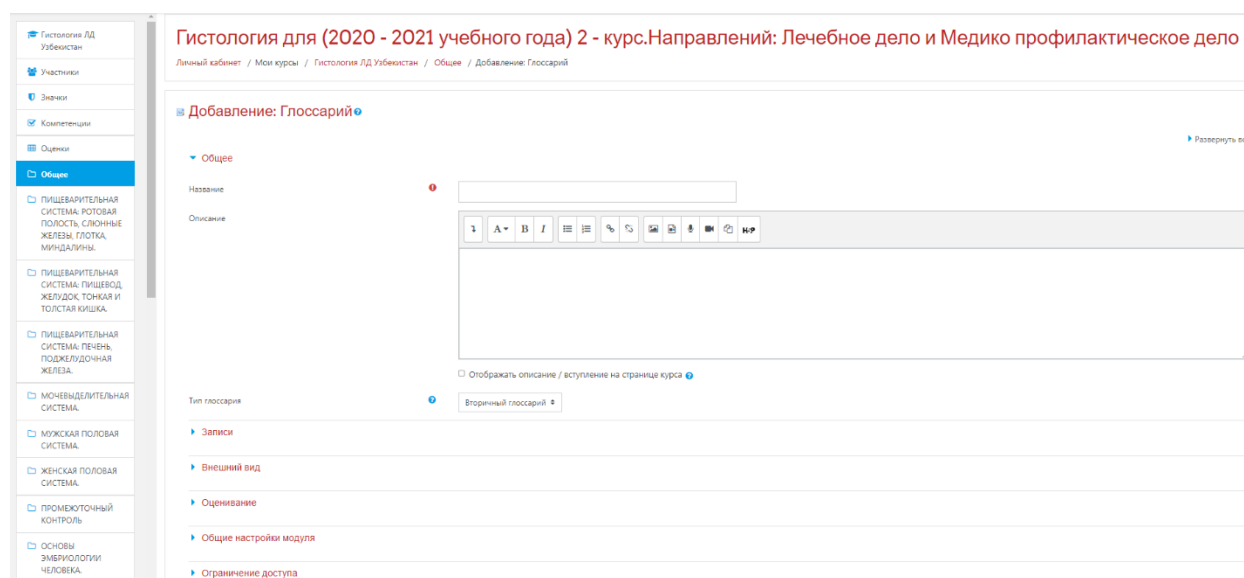 Гистология ЛД
Узбекистан
Участники
Значки
Компетенции
Оценки
Общее
ПИЩЕВАРИТЕЛЬНАЯ
СИСТЕМА: РОТОВАЯ
ПОЛОСТЬ, СЛЮННЫЕ
ЖЕЛЕЗЫ, ГЛОТКА,
МИНДАЛИНЫ.
ПИЩЕВАРИТЕЛЬНАЯ
СИСТЕМА: ПИЩЕВОД,
ЖЕЛУДОК, ТОНКАЯ И
ТОЛСТАЯ КИШКА.
ПИЩЕВАРИТЕЛЬНАЯ
СИСТЕМА: ПЕЧЕНЬ,
ПОДЖЕЛУДОЧНАЯ
ЖЕЛЕЗА.
МОЧЕВЫДЕЛИТЕЛЬНАЯ
СИСТЕМА.
МУЖСКАЯ ПОЛОВАЯ
СИСТЕМА.
ЖЕНСКАЯ ПОЛОВАЯ
СИСТЕМА.
ПРОМЕЖУТОЧНЫЙ
КОНТРОЛЬ
ОСНОВЫ
ЭМБРИОЛОГИИ
ЧЕЛОВЕКА.
Гистология для (2020 - 2021 учебного года) 2 - курс.Направлений: Лечебное дело и Медико профилактическое дело
Личный кабинет / Мои курсы / Гистология ЛД Узбекистан / Общее / Добавление: Глоссарий
Добавление: Глоссарий
Развернуть вс
Общее
Название
Описание
A B I H-P
Отображать описание / вступление на странице курса
Тип глоссария
Вторичный глоссарий
Записи
Внешний вид
Оценивание
Общие настройки модуля
Ограничение доступа